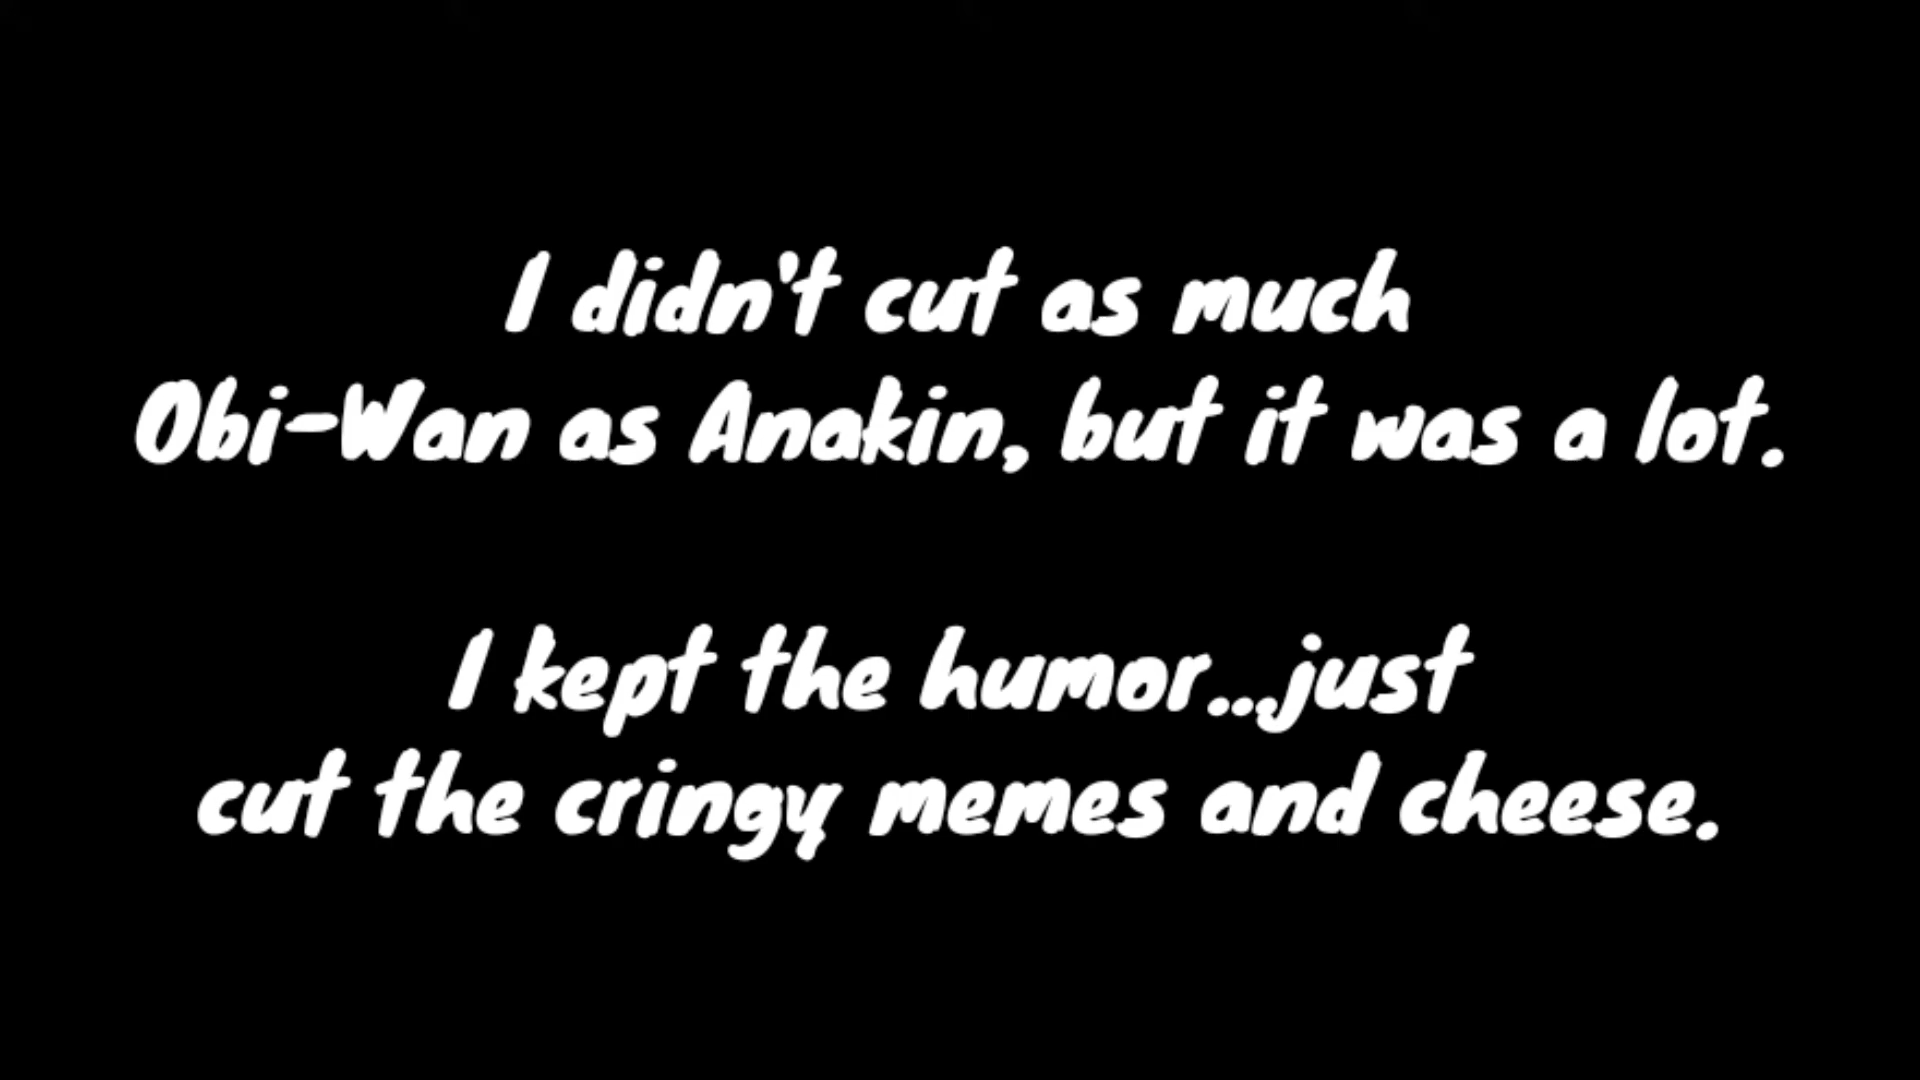 I didn't cut as much
Obi-Wan as Anakin, but it was a lot.
I kept the humor...just
cut the cringy memes and cheese.